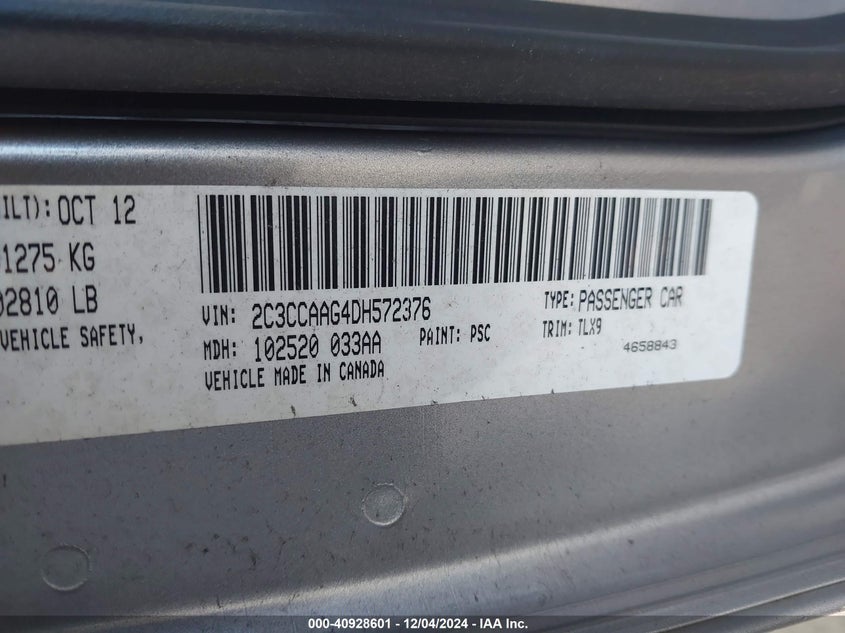 ILT): OCT 12
1275 KG
02810 LB
VEHICLE SAFETY,
VIN: 2C3CCAAG4DH572376
TYPE: PASSENGER CAR
MDH: 102520 033AA
PAINT: PSC
TRIM: TLX9
4658843
VEHICLE MADE IN CANADA
000-40928601 - 12/04/2024 - IAA Inc.